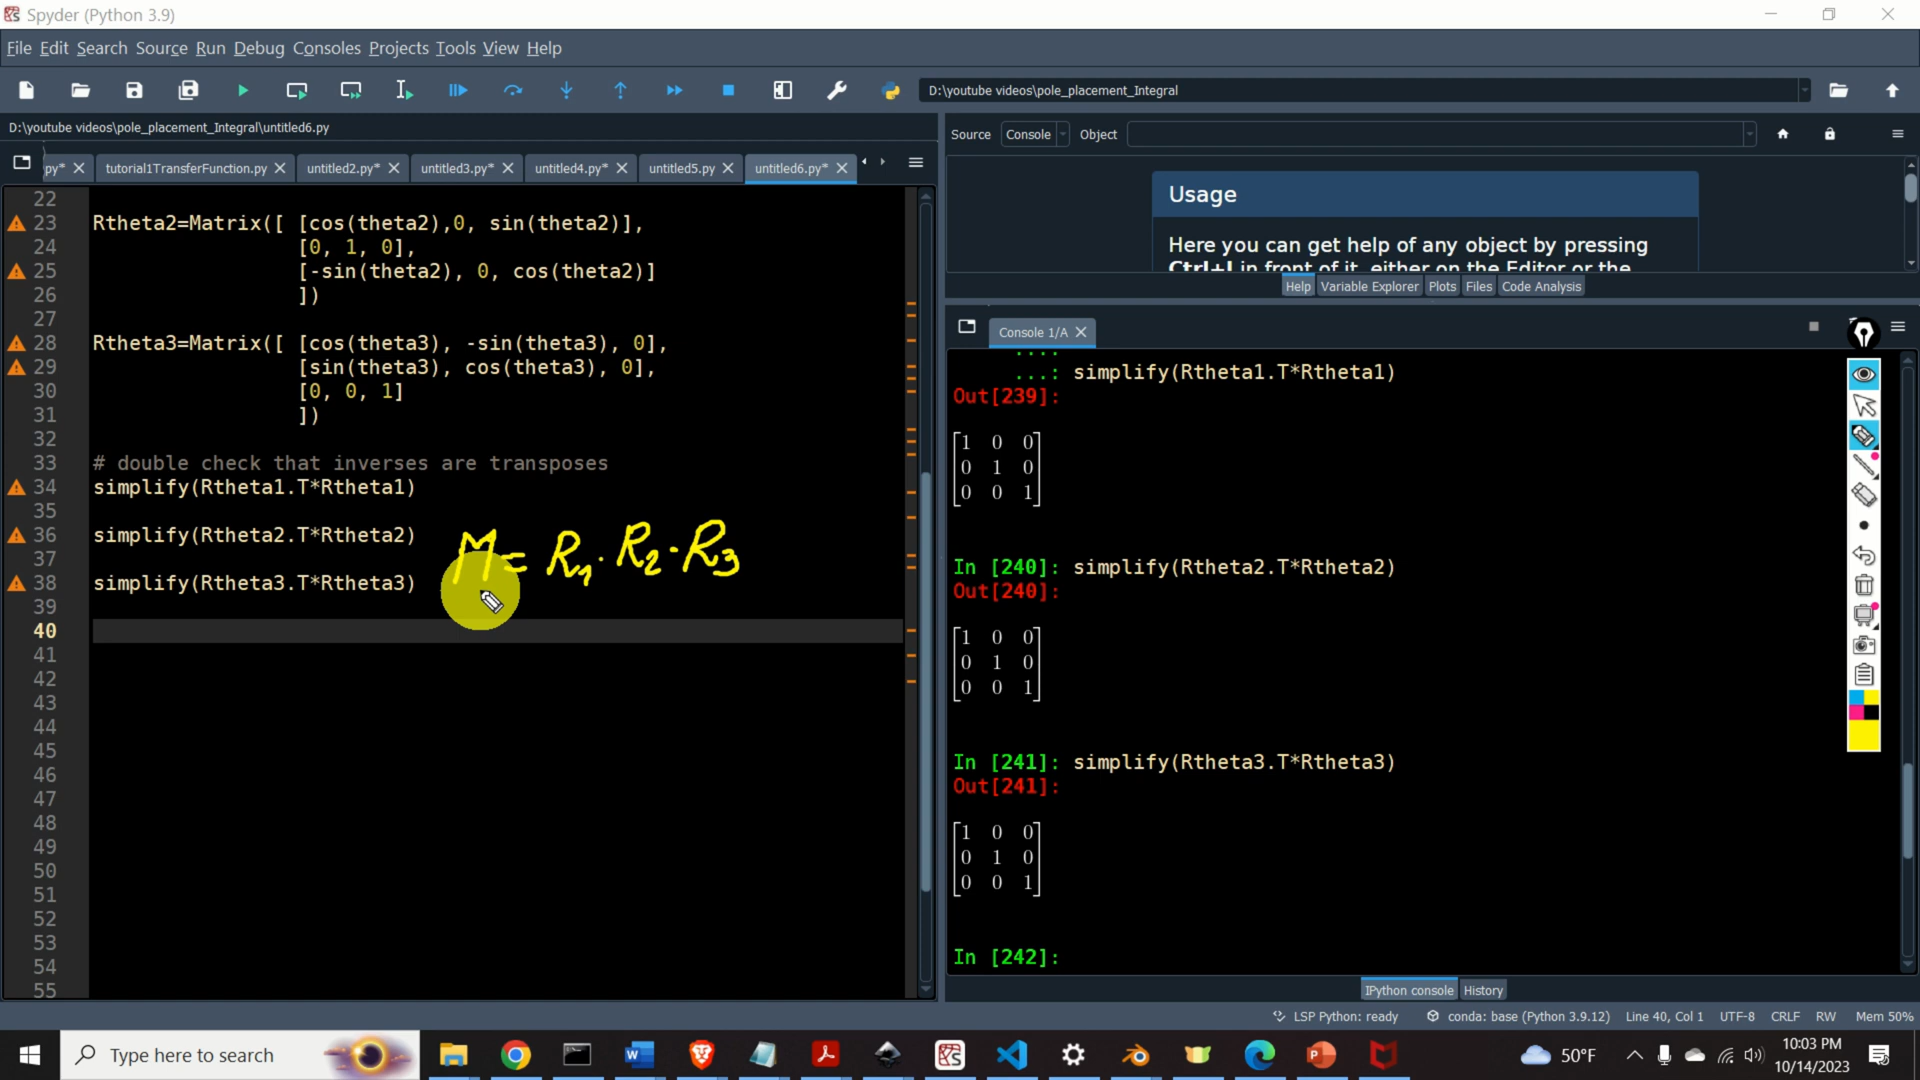 Spyder (Python 3.9)
File Edit Search Source Run Debug Consoles Projects Tools View Help
D:\youtube videos\pole_placement_Integral
D:\youtube videos\pole_placement_Integral\untitled6.py
py* tutorial1TransferFunction.py untitled2.py* untitled3.py* untitled4.py* untitled5.py untitled6.py*
22
23 Rtheta2=Matrix([ [cos(theta2),0, sin(theta2)],
24 [0, 1, 0],
25 [-sin(theta2), 0, cos(theta2)]
26 ])
27
28 Rtheta3=Matrix([ [cos(theta3), -sin(theta3), 0],
29 [sin(theta3), cos(theta3), 0],
30 [0, 0, 1]
31 ])
32
33 # double check that inverses are transposes
34 simplify(Rtheta1.T*Rtheta1)
35
36 simplify(Rtheta2.T*Rtheta2)
37
38 simplify(Rtheta3.T*Rtheta3)
M= R1·R2·R3
39
40
41
42
43
44
45
46
47
48
49
50
51
52
53
54
55
Source Console Object
Usage
Here you can get help of any object by pressing
Ctrl+I in front of it, either on the Editor or the
Help Variable Explorer Plots Files Code Analysis
Console 1/A
....:
...: simplify(Rtheta1.T*Rtheta1)
Out[239]:
1 0 0
0 1 0
0 0 1
In [240]: simplify(Rtheta2.T*Rtheta2)
Out[240]:
1 0 0
0 1 0
0 0 1
In [241]: simplify(Rtheta3.T*Rtheta3)
Out[241]:
1 0 0
0 1 0
0 0 1
In [242]:
IPython console History
LSP Python: ready conda: base (Python 3.9.12) Line 40, Col 1 UTF-8 CRLF RW Mem 50%
Type here to search
50°F
10:03 PM
10/14/2023